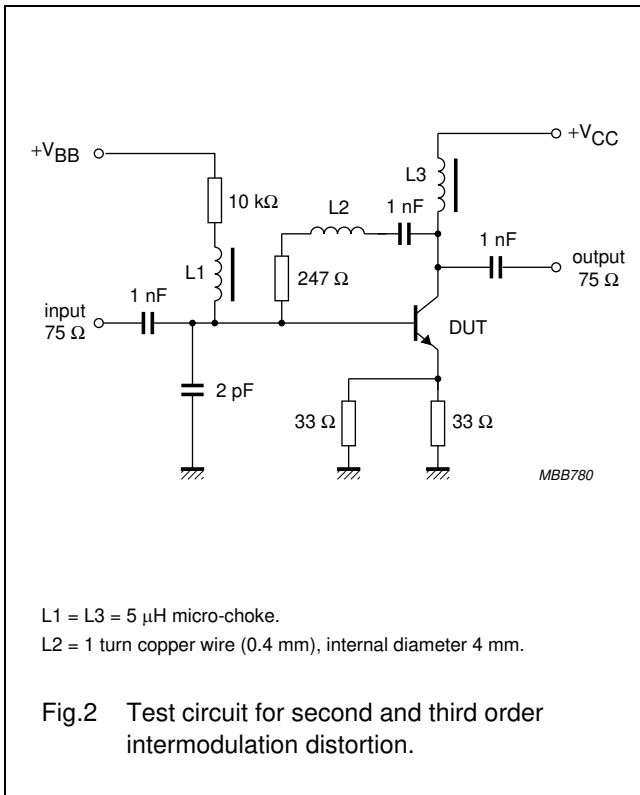 +VCC
+VBB
L3
10 kΩ
L2
1 nF
1 nF
output
75 Ω
L1
247 Ω
input
75 Ω
1 nF
DUT
2 pF
33 Ω
33 Ω
MBB780
L1 = L3 = 5 μH micro-choke.
L2 = 1 turn copper wire (0.4 mm), internal diameter 4 mm.
Fig.2 Test circuit for second and third order
intermodulation distortion.